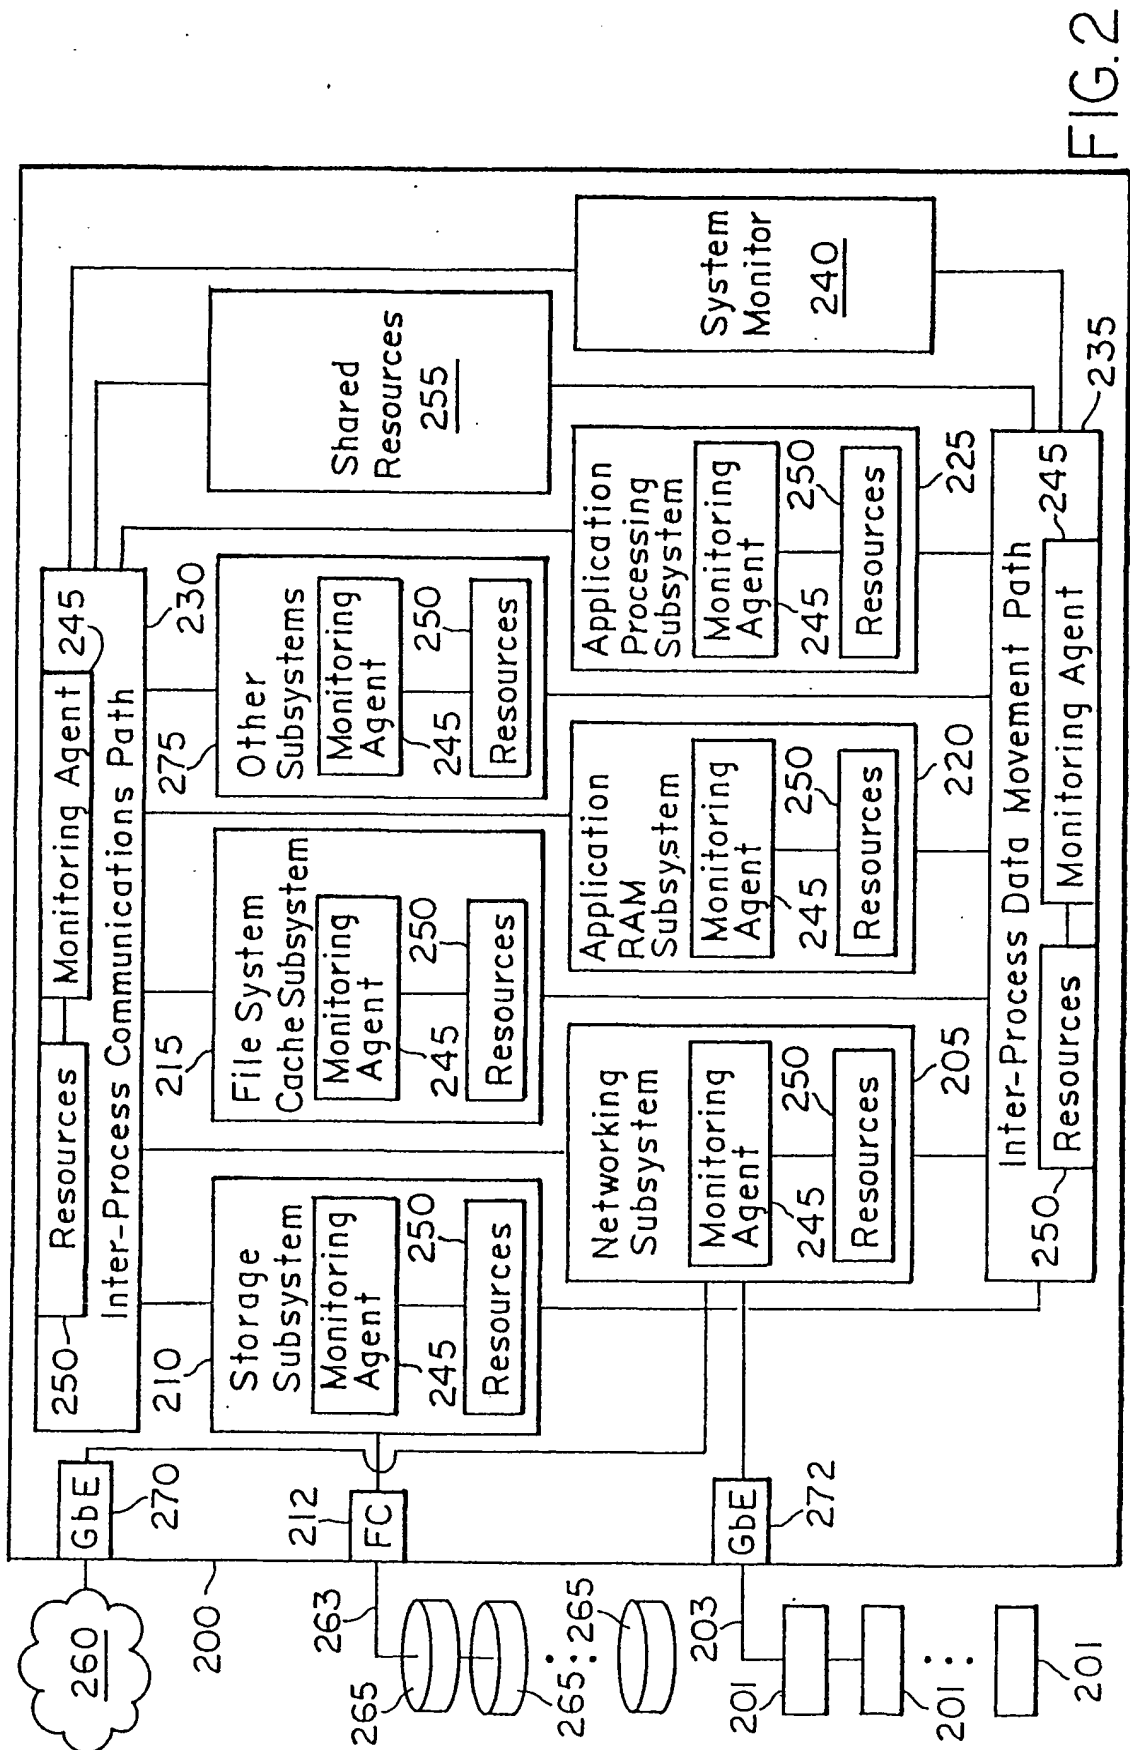 260
GbE
270
200
250
Resources
Monitoring Agent
245
Inter-Process Communications Path
230
263
FC
212
265
265
265
210
Storage
Subsystem
Monitoring
Agent
245
250
Resources
215
File System
Cache Subsystem
Monitoring
Agent
245
250
Resources
275
Other
Subsystems
Monitoring
Agent
245
250
Resources
Shared
Resources
255
203
GbE
272
201
201
201
Networking
Subsystem
Monitoring
Agent
245
250
Resources
205
Application
RAM
Subsystem
Monitoring
Agent
245
250
Resources
220
Application
Processing
Subsystem
Monitoring
Agent
245
250
Resources
225
System
Monitor
240
Inter-Process Data Movement Path
235
250
Resources
Monitoring Agent
245
FIG.2